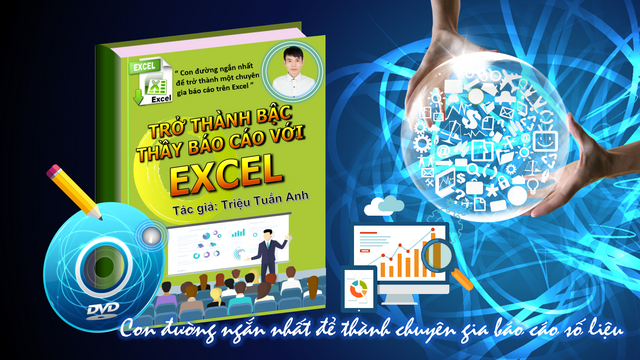 EXCEL
Excel
" Con đường ngắn nhất
để trở thành một chuyên
gia báo cáo trên Excel "
TRỞ THÀNH BẬC
THẦY BÁO CÁO VỚI
EXCEL
Tác giả: Triệu Tuấn Anh
DVD
Con đường ngắn nhất để thành chuyên gia báo cáo số liệu